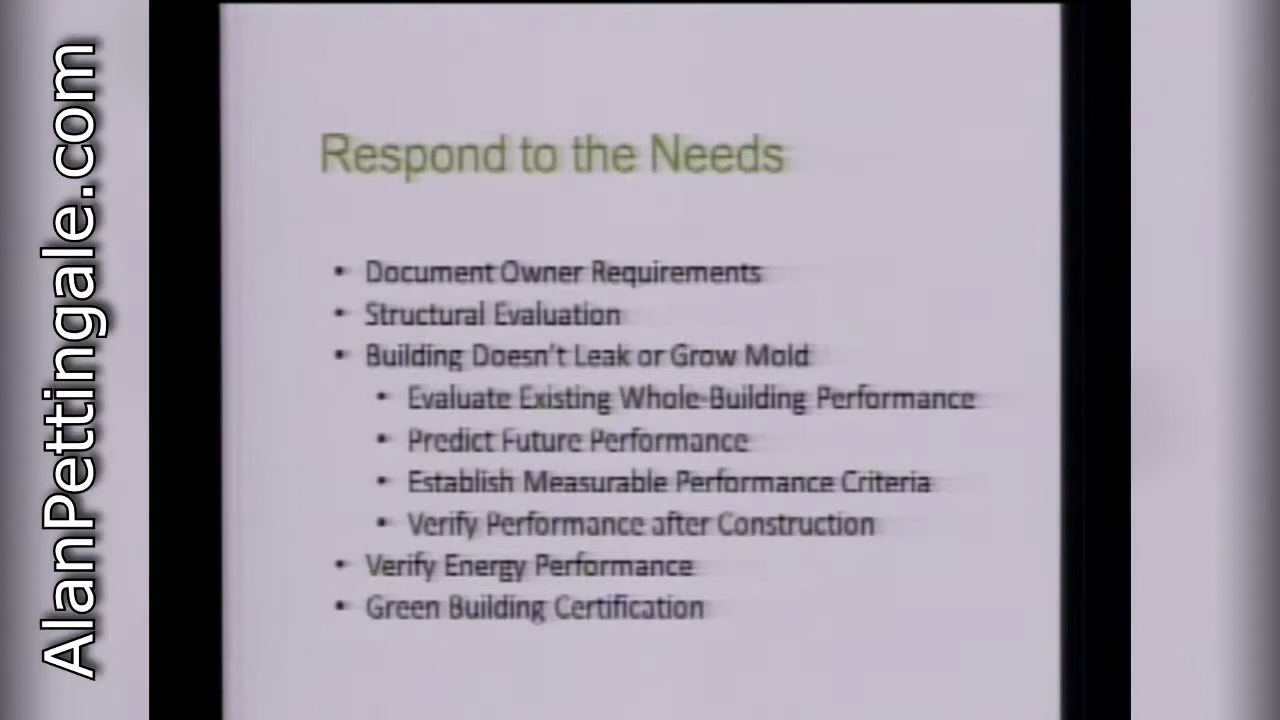 AlanPettingale.com
Respond to the Needs
• Document Owner Requirements
• Structural Evaluation
• Building Doesn't Leak or Grow Mold
• Evaluate Existing Whole-Building Performance
• Predict Future Performance
• Establish Measurable Performance Criteria
• Verify Performance after Construction
• Verify Energy Performance
• Green Building Certification